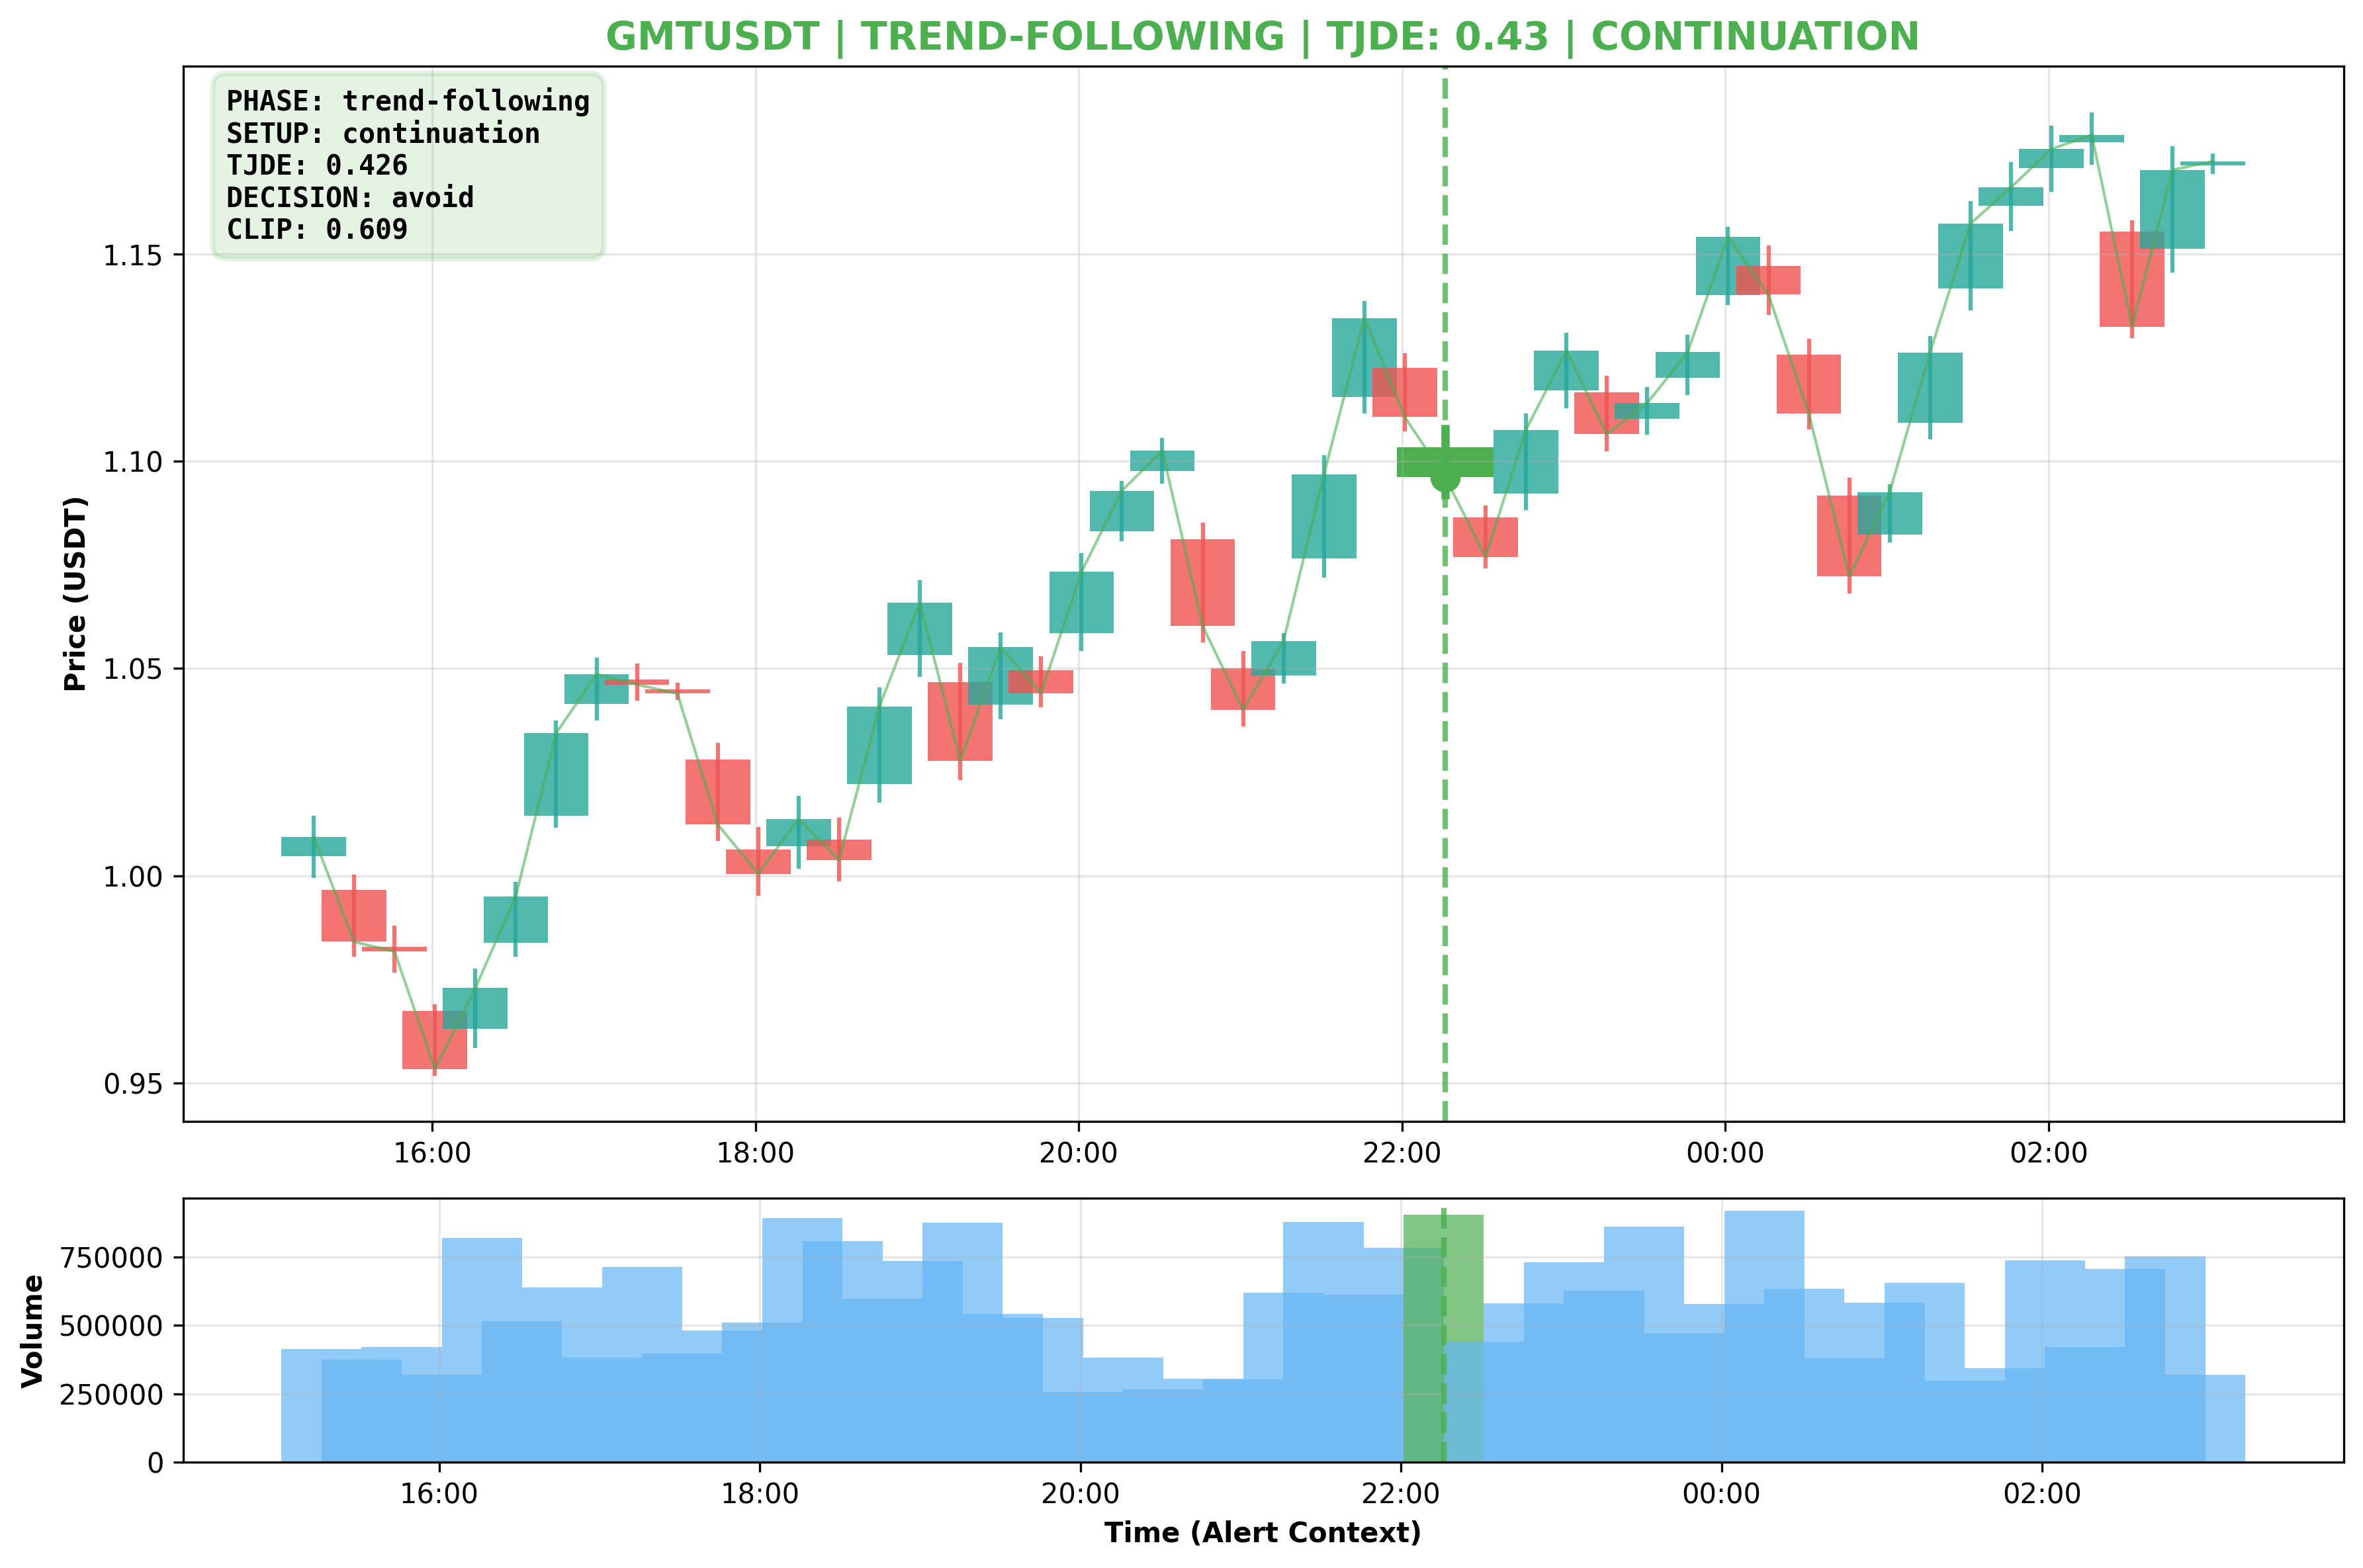 GMTUSDT | TREND-FOLLOWING | TJDE: 0.43 | CONTINUATION
PHASE: trend-following
SETUP: continuation
TJDE: 0.426
DECISION: avoid
CLIP: 0.609
Price (USDT)
1.15
1.10
1.05
1.00
0.95
16:00 18:00 20:00 22:00 00:00 02:00
Volume
750000
500000
250000
0
16:00 18:00 20:00 22:00 00:00 02:00
Time (Alert Context)